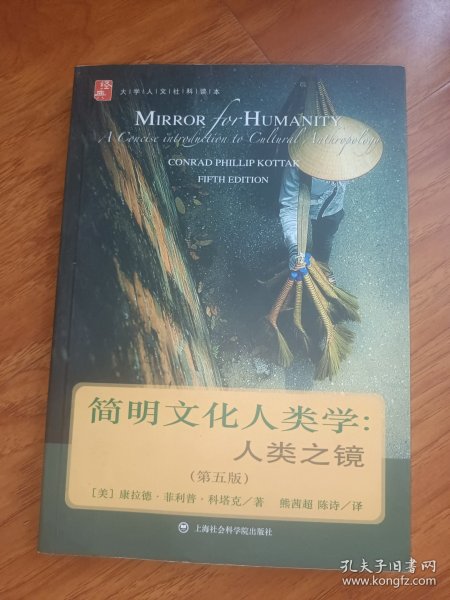 经典
大学人文社科读本
MIRROR for HUMANITY
A Concise introduction to Cultural Anthropology
CONRAD PHILLIP KOTTAK
FIFTH EDITION
简明文化人类学:
人类之镜
(第五版)
[美] 康拉德·菲利普·科塔克/著 熊茜超 陈诗/译
上海社会科学院出版社
孔夫子旧书网
www.kongfz.com